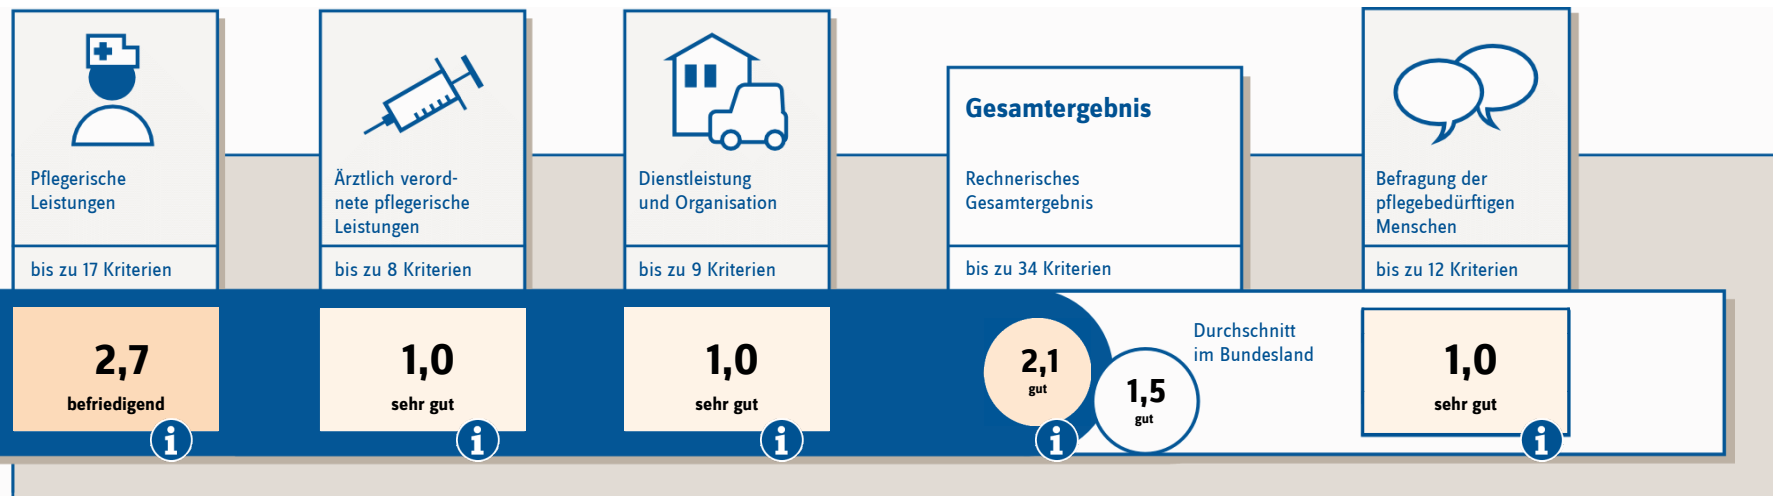 Pflegerische
Leistungen
bis zu 17 Kriterien
2,7
befriedigend
i
Ärztlich verord-
nete pflegerische
Leistungen
bis zu 8 Kriterien
1,0
sehr gut
i
Dienstleistung
und Organisation
bis zu 9 Kriterien
1,0
sehr gut
i
Gesamtergebnis
Rechnerisches
Gesamtergebnis
bis zu 34 Kriterien
2,1
gut
i
1,5
gut
Durchschnitt
im Bundesland
Befragung der
pflegebedürftigen
Menschen
bis zu 12 Kriterien
1,0
sehr gut
i